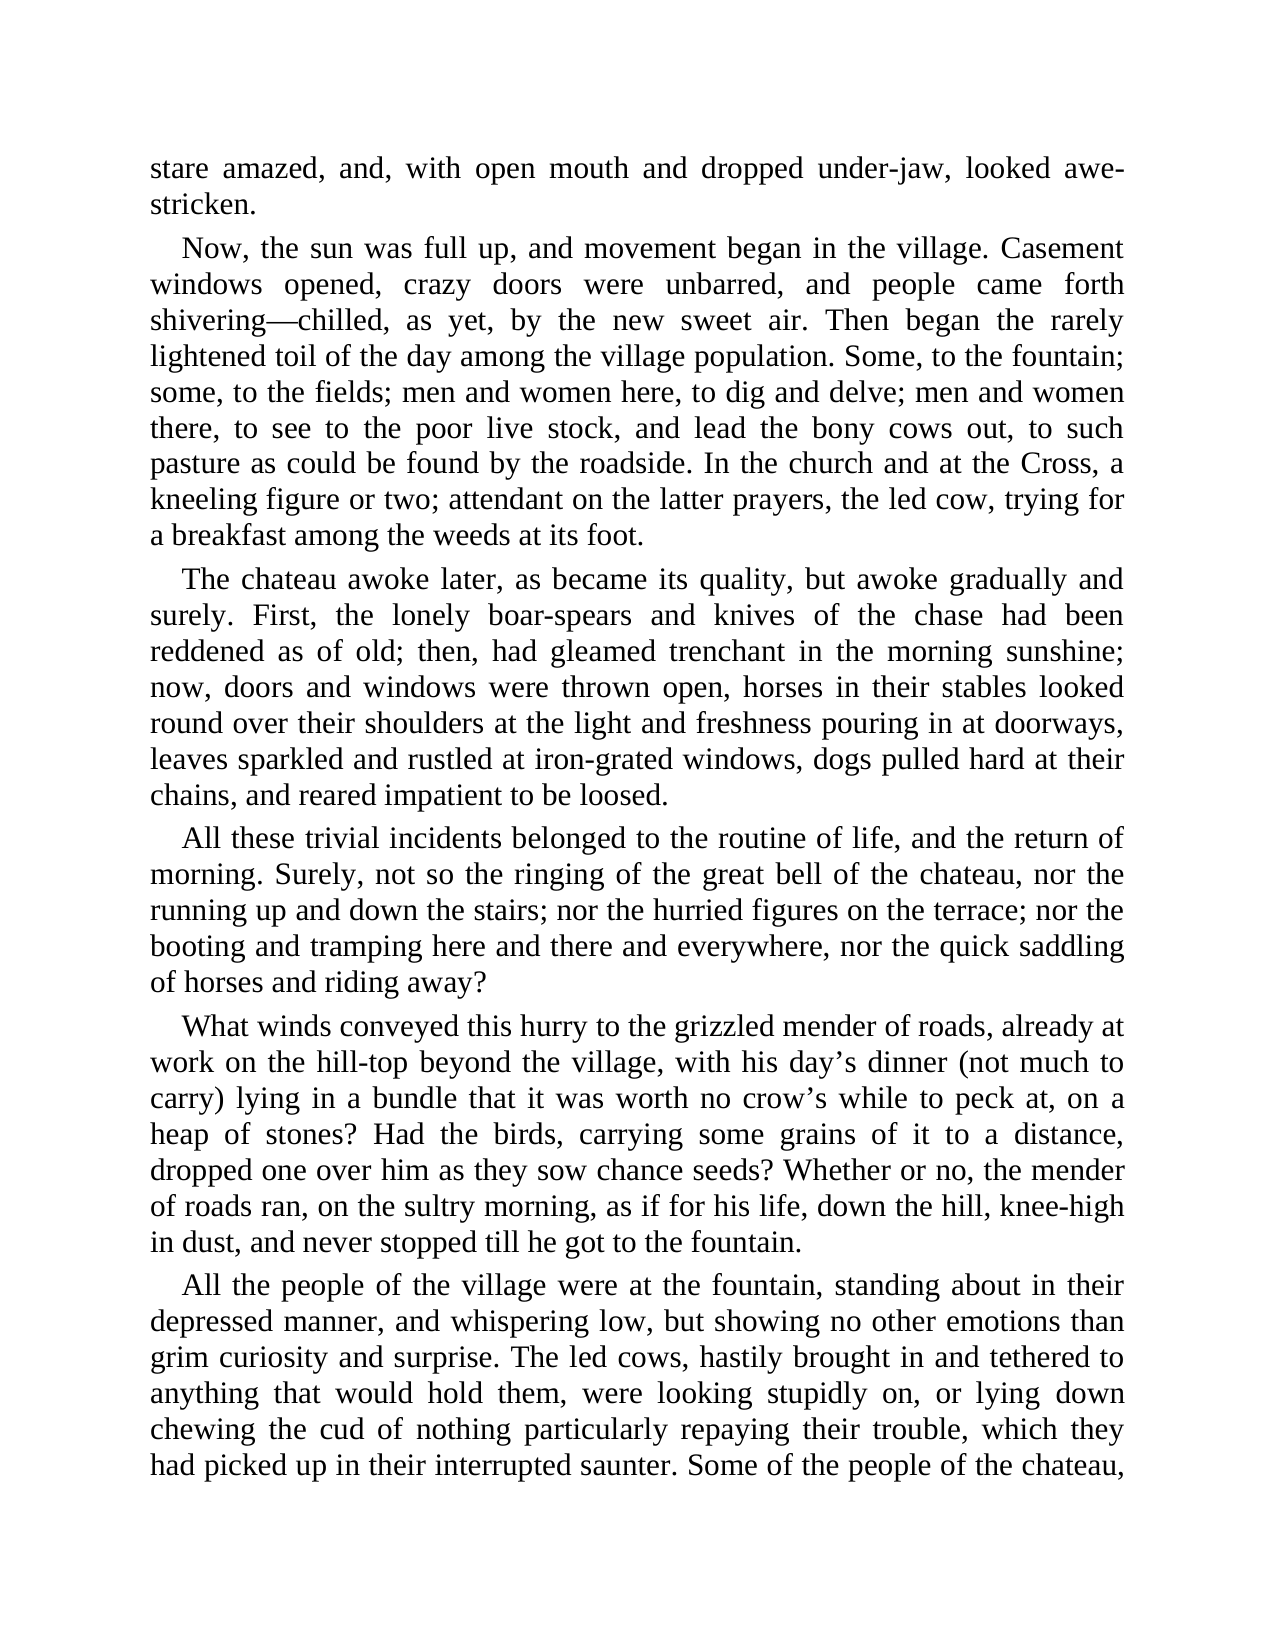 stare amazed, and, with open mouth and dropped under-jaw, looked awe-
stricken.
Now, the sun was full up, and movement began in the village. Casement
windows opened, crazy doors were unbarred, and people came forth
shivering—chilled, as yet, by the new sweet air. Then began the rarely
lightened toil of the day among the village population. Some, to the fountain;
some, to the fields; men and women here, to dig and delve; men and women
there, to see to the poor live stock, and lead the bony cows out, to such
pasture as could be found by the roadside. In the church and at the Cross, a
kneeling figure or two; attendant on the latter prayers, the led cow, trying for
a breakfast among the weeds at its foot.
The chateau awoke later, as became its quality, but awoke gradually and
surely. First, the lonely boar-spears and knives of the chase had been
reddened as of old; then, had gleamed trenchant in the morning sunshine;
now, doors and windows were thrown open, horses in their stables looked
round over their shoulders at the light and freshness pouring in at doorways,
leaves sparkled and rustled at iron-grated windows, dogs pulled hard at their
chains, and reared impatient to be loosed.
All these trivial incidents belonged to the routine of life, and the return of
morning. Surely, not so the ringing of the great bell of the chateau, nor the
running up and down the stairs; nor the hurried figures on the terrace; nor the
booting and tramping here and there and everywhere, nor the quick saddling
of horses and riding away?
What winds conveyed this hurry to the grizzled mender of roads, already at
work on the hill-top beyond the village, with his day’s dinner (not much to
carry) lying in a bundle that it was worth no crow’s while to peck at, on a
heap of stones? Had the birds, carrying some grains of it to a distance,
dropped one over him as they sow chance seeds? Whether or no, the mender
of roads ran, on the sultry morning, as if for his life, down the hill, knee-high
in dust, and never stopped till he got to the fountain.
All the people of the village were at the fountain, standing about in their
depressed manner, and whispering low, but showing no other emotions than
grim curiosity and surprise. The led cows, hastily brought in and tethered to
anything that would hold them, were looking stupidly on, or lying down
chewing the cud of nothing particularly repaying their trouble, which they
had picked up in their interrupted saunter. Some of the people of the chateau,